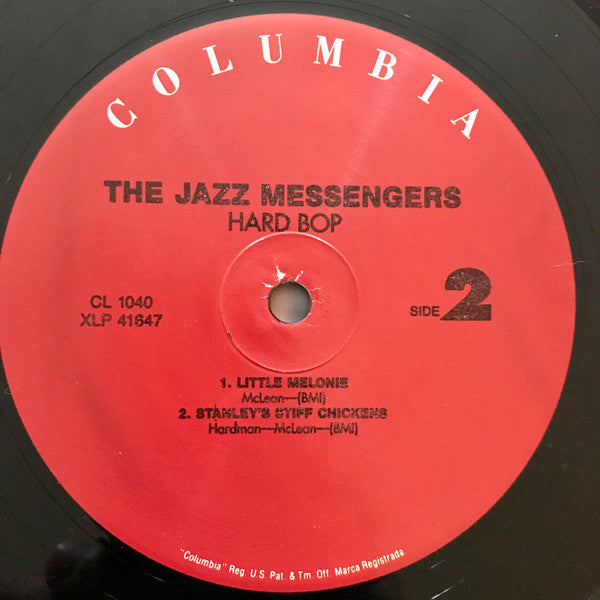 COLUMBIA
THE JAZZ MESSENGERS
HARD BOP
CL 1040
XLP 41647
SIDE 2
1. LITTLE MELONIE
McLean—(BMI)
2. STANLEY'S STIFF CHICKENS
Hardman—McLean—(BMI)
"Columbia" Reg. U.S. Pat. & Tm. Off. Marca Registrada